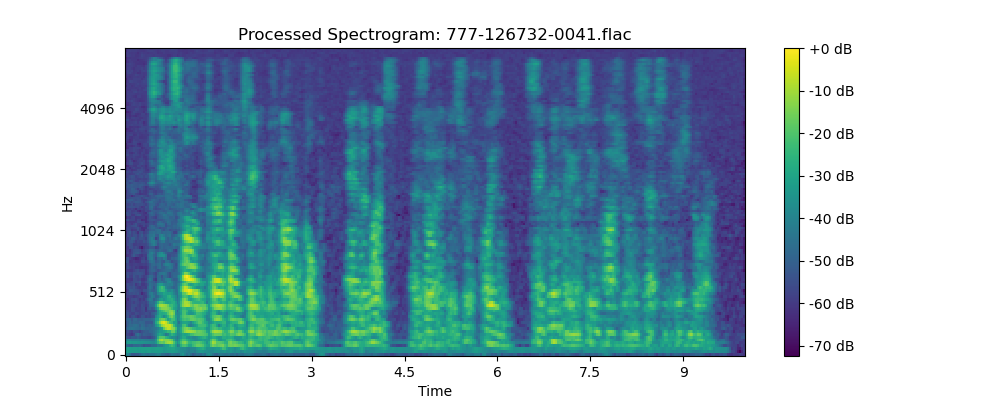 Processed Spectrogram: 777-126732-0041.flac
Hz
4096
2048
1024
512
0
0
1.5
3
4.5
6
7.5
9
Time
+0 dB
-10 dB
-20 dB
-30 dB
-40 dB
-50 dB
-60 dB
-70 dB